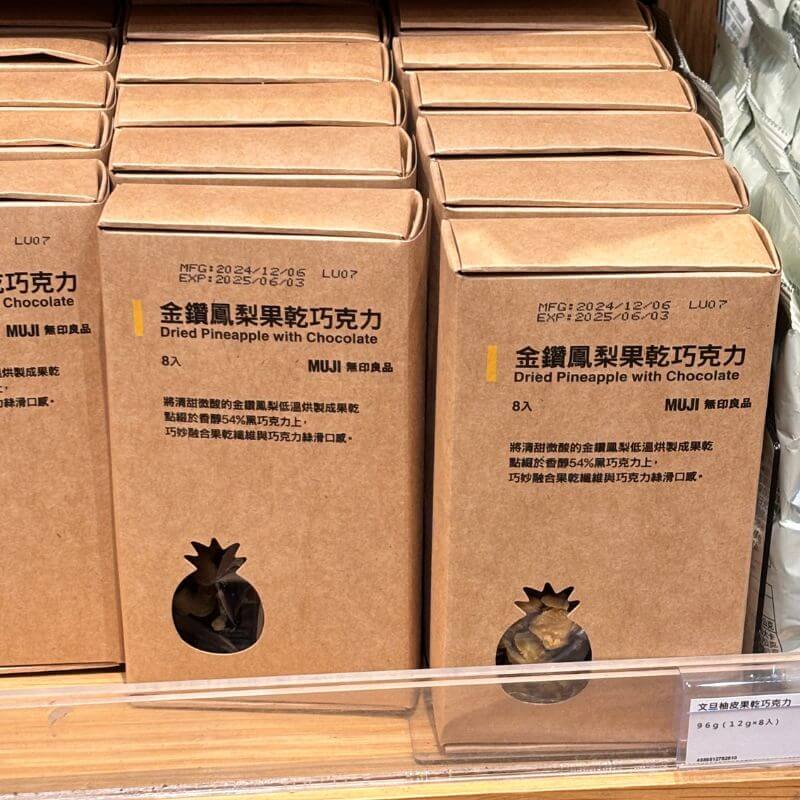 LU07
乾巧克力
Chocolate
MUJI 無印良品
烘製成果乾
絲滑口感。
MFG:2024/12/06 LU07
EXP:2025/06/03
金鑽鳳梨果乾巧克力
Dried Pineapple with Chocolate
8入
MUJI 無印良品
將清甜微酸的金鑽鳳梨低溫烘製成果乾
點綴於香醇54%黑巧克力上，
巧妙融合果乾纖維與巧克力絲滑口感。
MFG:2024/12/06 LU07
EXP:2025/06/03
金鑽鳳梨果乾巧克力
Dried Pineapple with Chocolate
8入
MUJI 無印良品
將清甜微酸的金鑽鳳梨低溫烘製成果乾
點綴於香醇54%黑巧克力上，
巧妙融合果乾纖維與巧克力絲滑口感。
文旦柚皮果乾巧克力
96g(12g×8入)